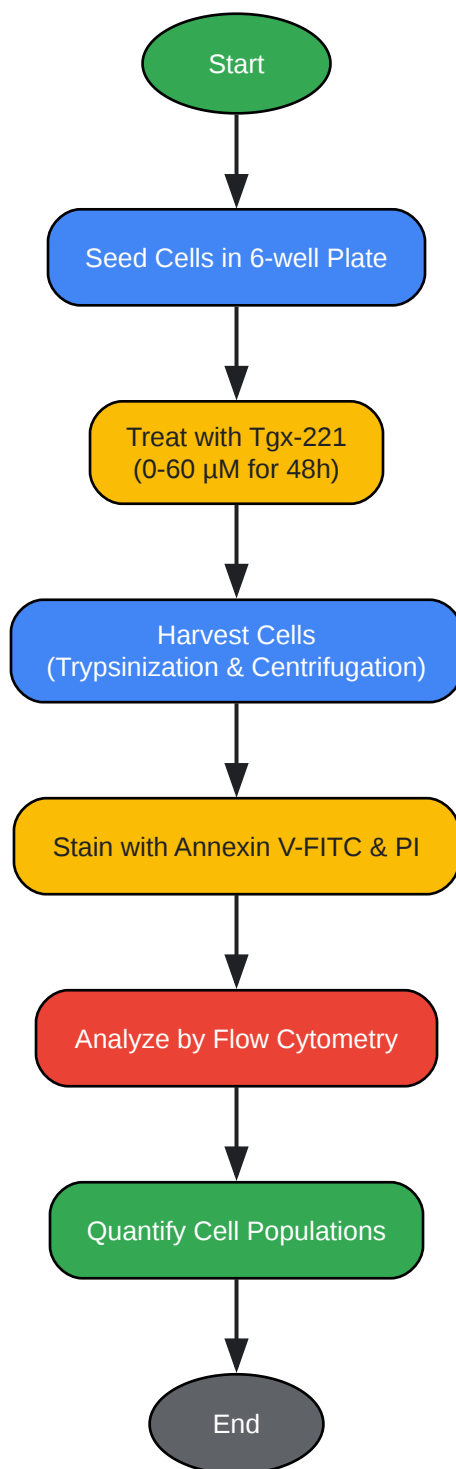 Start
Seed Cells in 6-well Plate
Treat with Tgx-221
(0-60 µM for 48h)
Harvest Cells
(Trypsinization & Centrifugation)
Stain with Annexin V-FITC & PI
Analyze by Flow Cytometry
Quantify Cell Populations
End